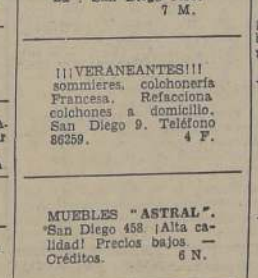 7 M.
¡¡¡VERANEANTES!!!
sommieres, colchonería
Francesa. Refacciona
colchones a domicilio.
San Diego 9. Teléfono
86259. 4 F.
MUEBLES "ASTRAL".
San Diego 458. ¡Alta ca-
lidad! Precios bajos. —
Créditos. 6 N.